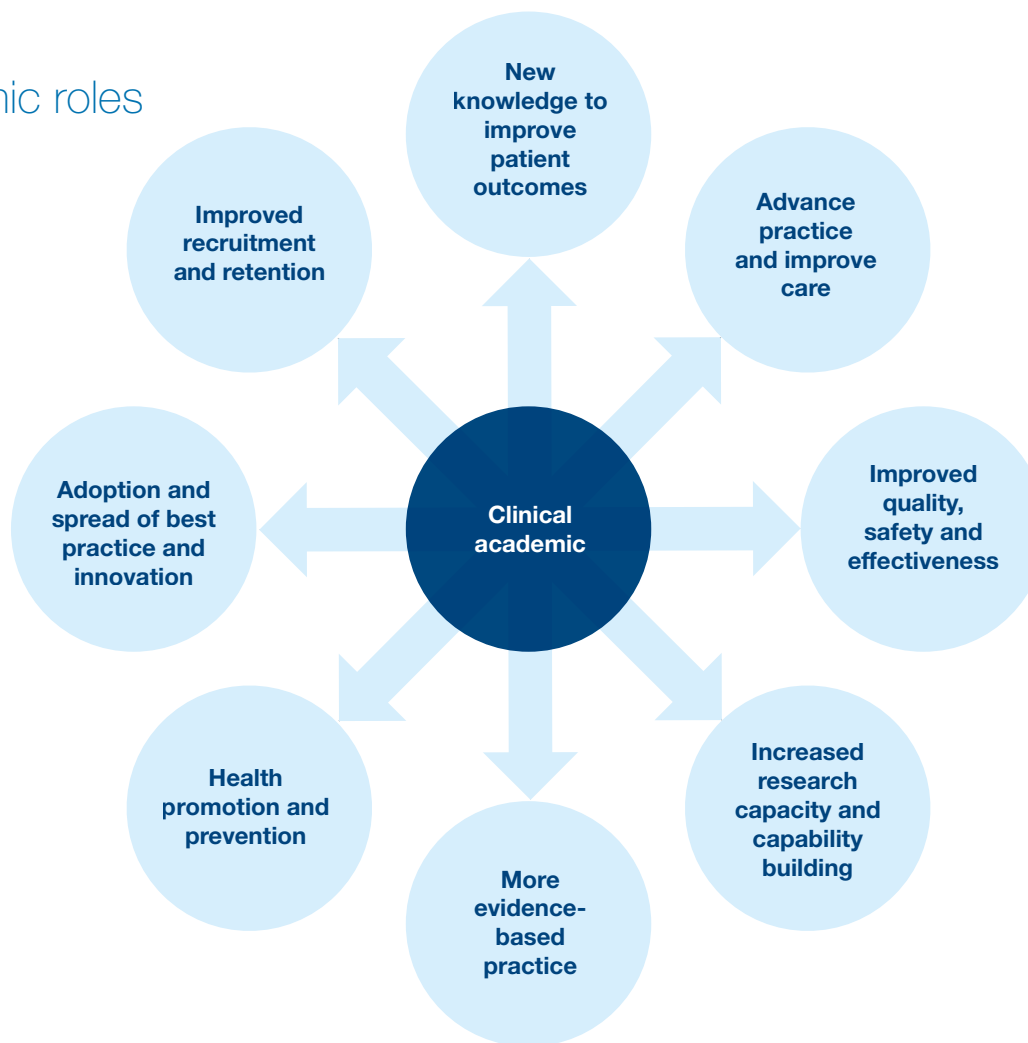 nic roles
New
knowledge to
improve
patient
outcomes
Advance
practice
and improve
care
Improved
quality,
safety and
effectiveness
Increased
research
capacity and
capability
building
More
evidence-
based
practice
Health
promotion and
prevention
Adoption and
spread of best
practice and
innovation
Improved
recruitment
and retention
Clinical
academic